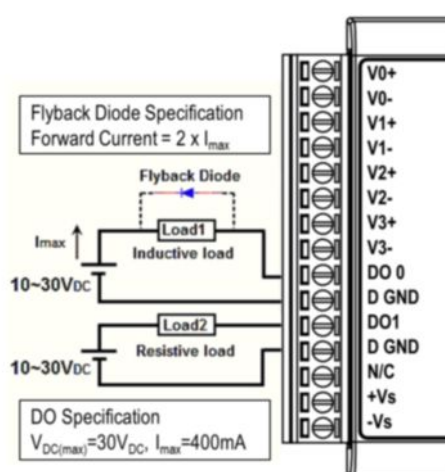 Flyback Diode Specification
Forward Current = 2 x Imax
Flyback Diode
Imax
Load1
Inductive load
10~30VDC
Load2
Resistive load
10~30VDC
DO Specification
VDC(max)=30VDC, Imax=400mA
V0+
V0-
V1+
V1-
V2+
V2-
V3+
V3-
DO 0
D GND
DO1
D GND
N/C
+Vs
-Vs